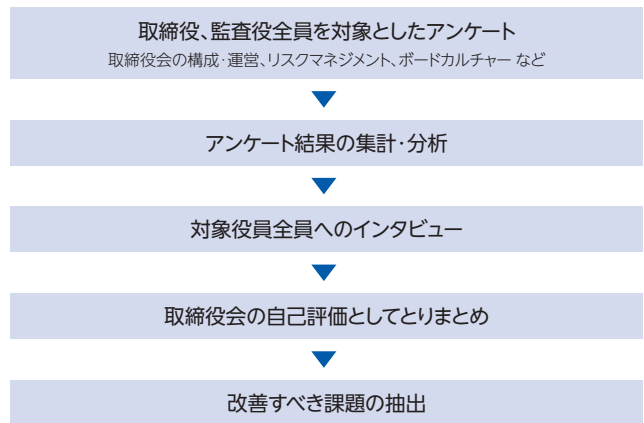 取締役、監査役全員を対象としたアンケート
取締役会の構成・運営、リスクマネジメント、ボードカルチャー など
アンケート結果の集計・分析
対象役員全員へのインタビュー
取締役会の自己評価としてとりまとめ
改善すべき課題の抽出